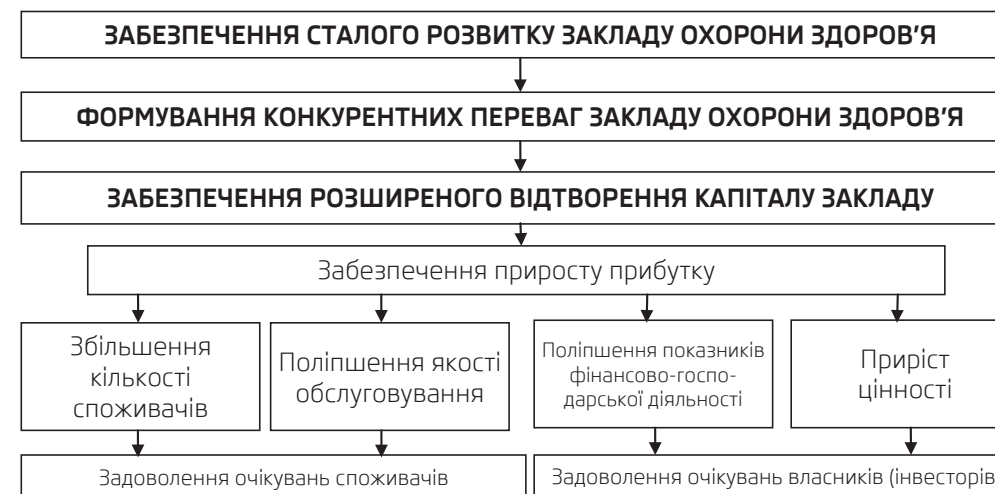 ЗАБЕЗПЕЧЕННЯ СТАЛОГО РОЗВИТКУ ЗАКЛАДУ ОХОРОНИ ЗДОРОВ'Я
ФОРМУВАННЯ КОНКУРЕНТНИХ ПЕРЕВАГ ЗАКЛАДУ ОХОРОНИ ЗДОРОВ'Я
ЗАБЕЗПЕЧЕННЯ РОЗШИРЕНОГО ВІДТВОРЕННЯ КАПІТАЛУ ЗАКЛАДУ
Забезпечення приросту прибутку
Збільшення
кількості
споживачів
Поліпшення якості
обслуговування
Поліпшення показників
фінансово-госпо-
дарської діяльності
Приріст
цінності
Задоволення очікувань споживачів
Задоволення очікувань власників (інвесторів